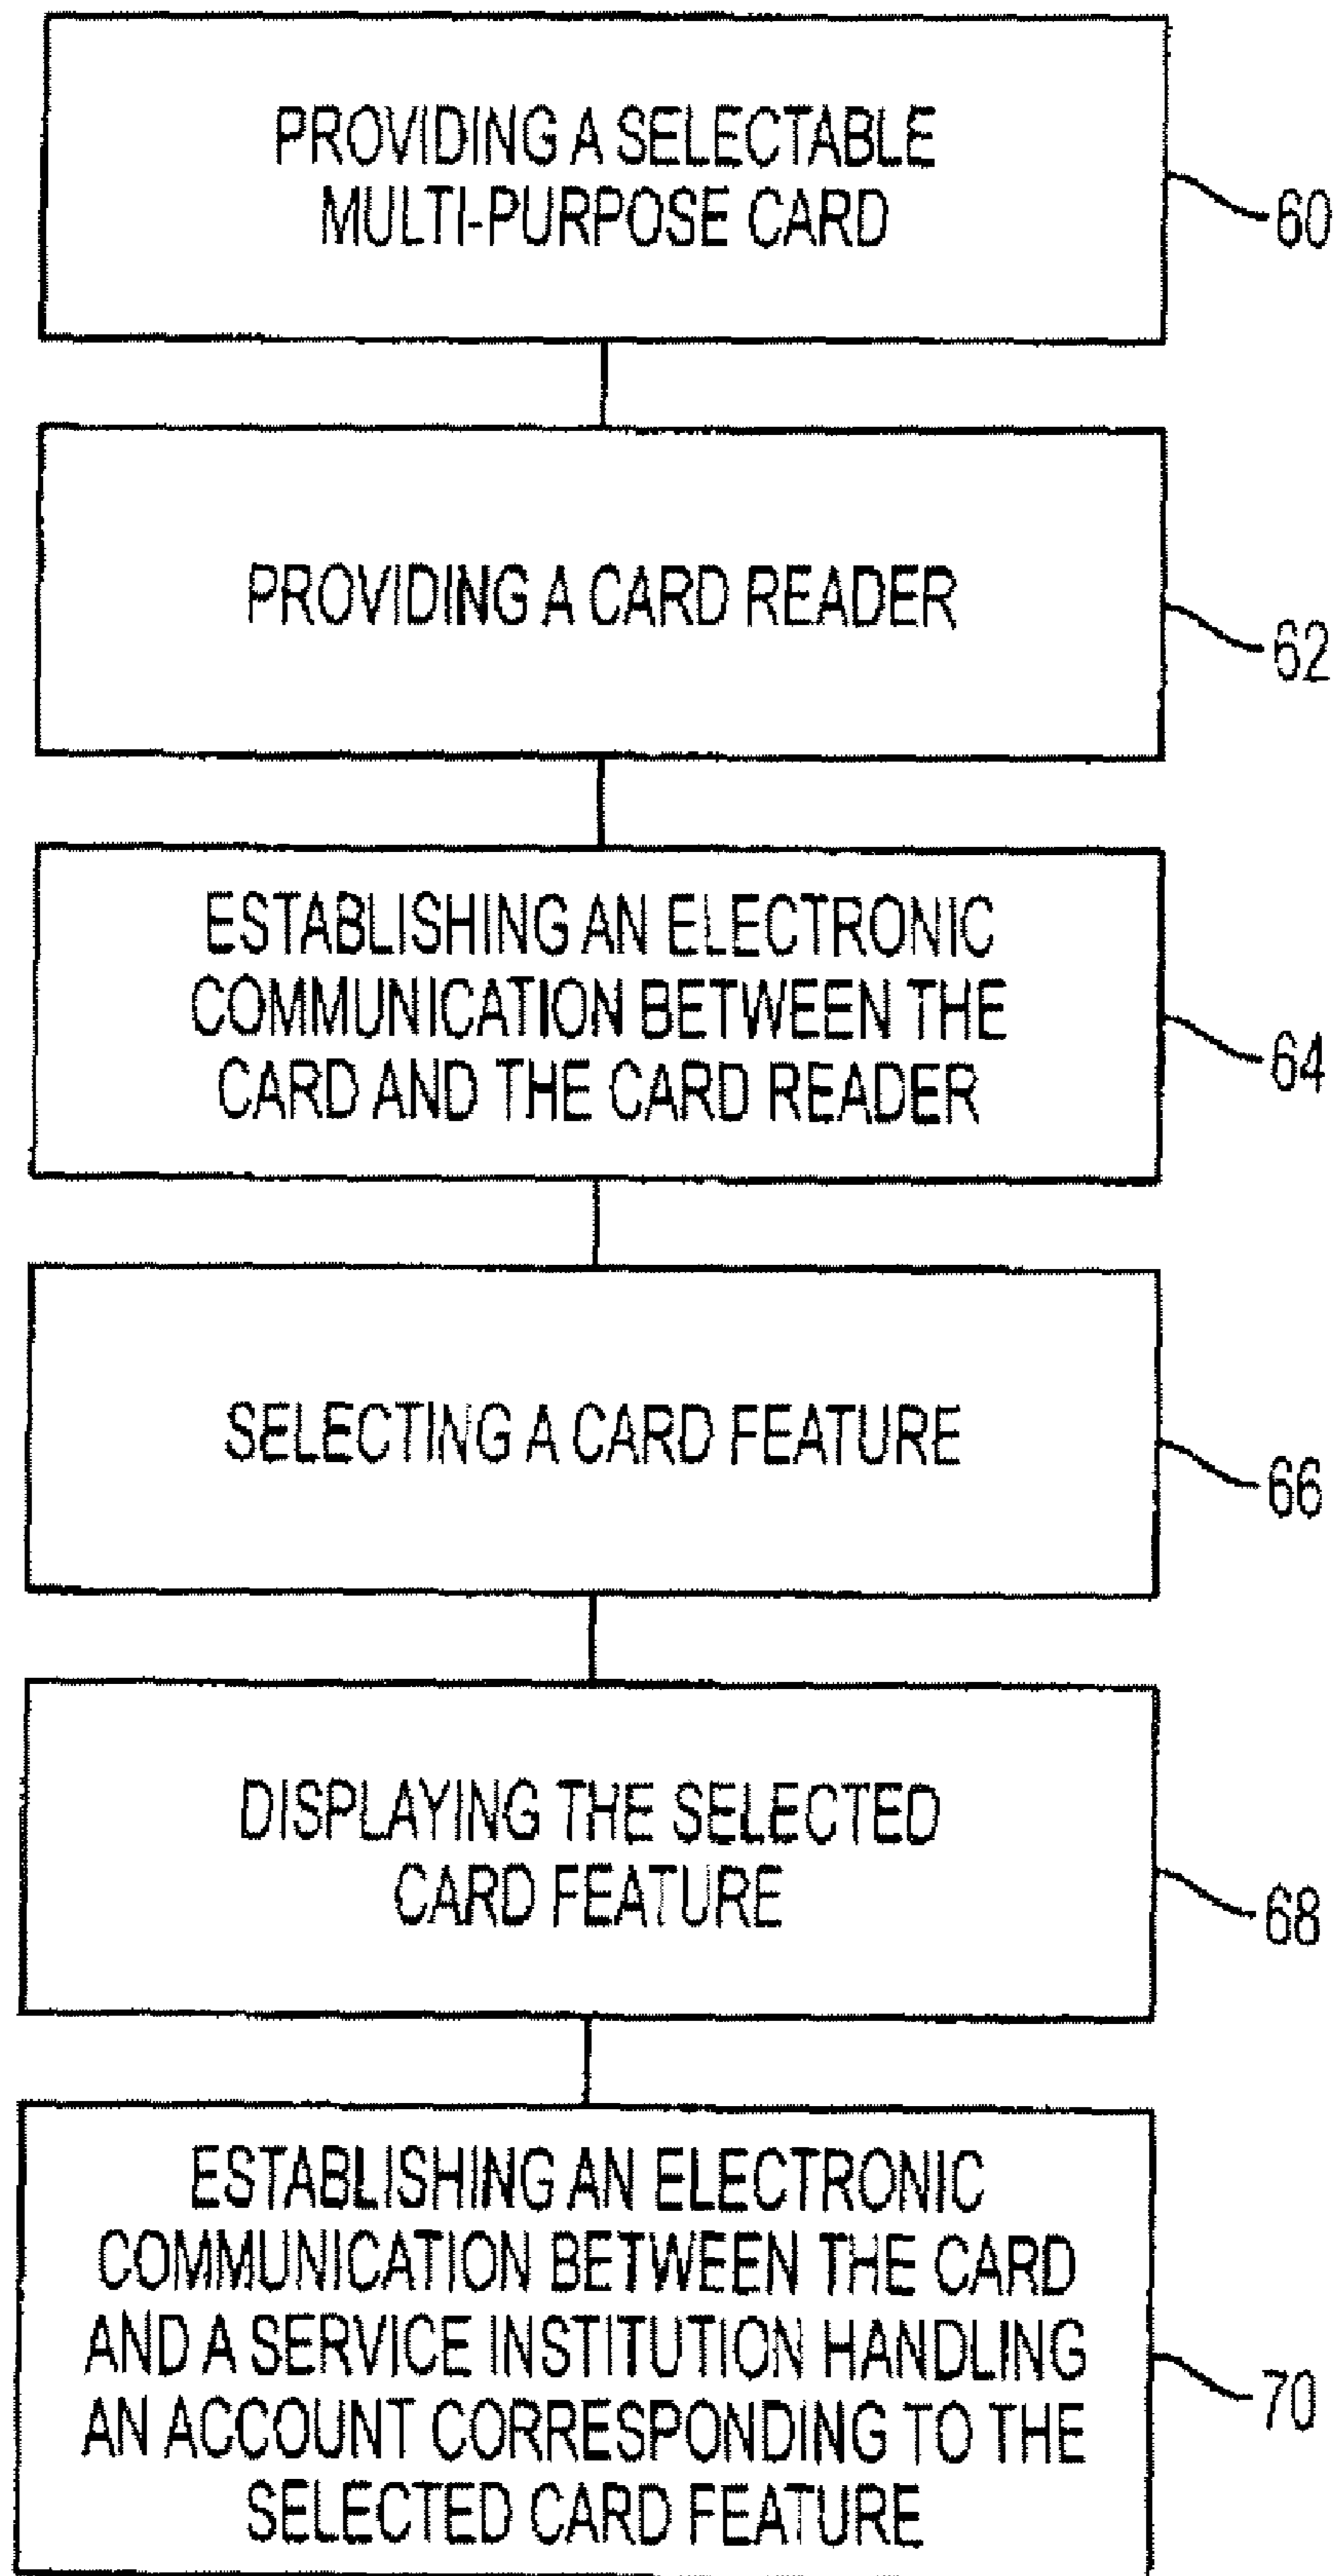 PROVIDING A SELECTABLE
MULTI-PURPOSE CARD
60
PROVIDING A CARD READER
62
ESTABLISHING AN ELECTRONIC
COMMUNICATION BETWEEN THE
CARD AND THE CARD READER
64
SELECTING A CARD FEATURE
66
DISPLAYING THE SELECTED
CARD FEATURE
68
ESTABLISHING AN ELECTRONIC
COMMUNICATION BETWEEN THE CARD
AND A SERVICE INSTITUTION HANDLING
AN ACCOUNT CORRESPONDING TO THE
SELECTED CARD FEATURE
70